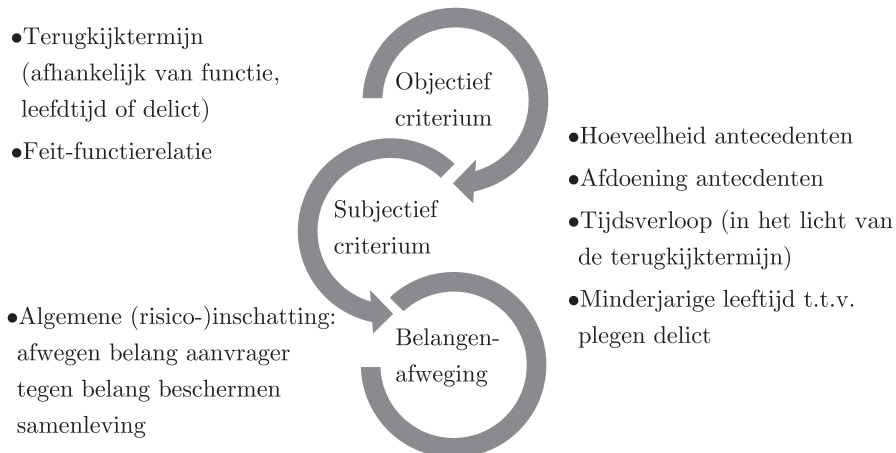 •Terugkijktermijn
(afhankelijk van functie,
leefdtijd of delict)
•Feit-functierelatie
Objectief
criterium
•Hoeveelheid antecedenten
•Afdoening antecdenten
•Tijdsverloop (in het licht van
de terugkijktermijn)
•Minderjarige leeftijd t.t.v.
plegen delict
Subjectief
criterium
•Algemene (risico-)inschatting:
afwegen belang aanvrager
tegen belang beschermen
samenleving
Belangen-
afweging